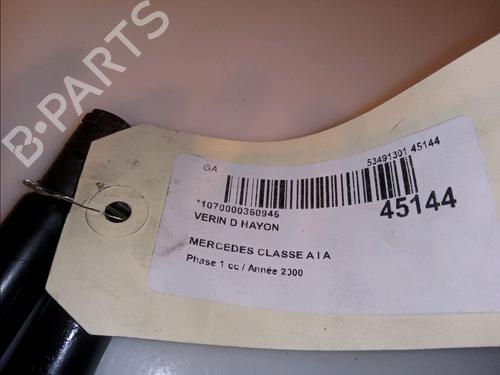 B-PARTS
GA
53491301 45144
*1070000360946
45144
VERIN D HAYON
MERCEDES CLASSE A I A
Phase 1 cc / Année 2000